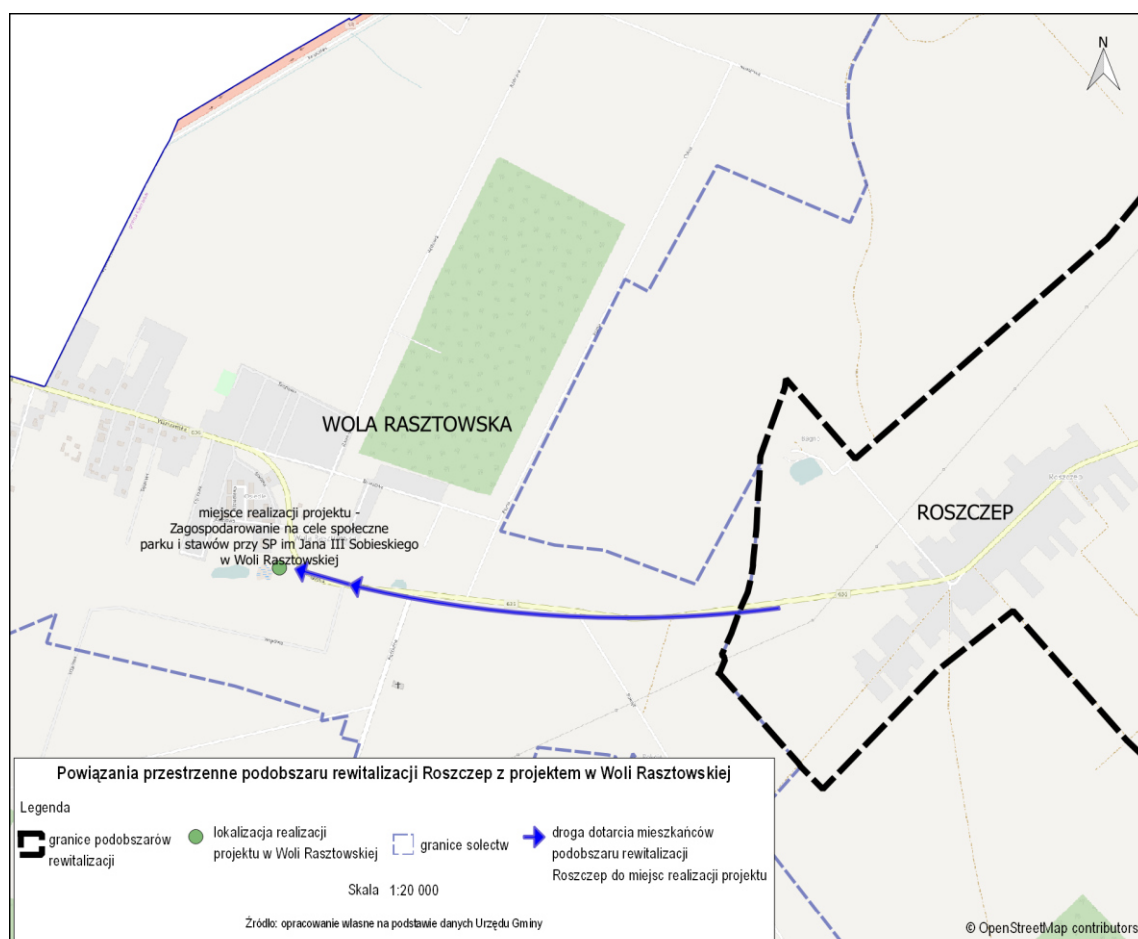 N
WOLA RASZTOWSKA
miejsce realizacji projektu -
Zagospodarowanie na cele społeczne
parku i stawów przy SP im Jana III Sobieskiego
w Woli Rasztowskiej
ROSZCZEP
Powiązania przestrzenne podobszaru rewitalizacji Roszczep z projektem w Woli Rasztowskiej
Legenda
granice podobszarów
rewitalizacji
lokalizacja realizacji
projektu w Woli Rasztowskiej
granice solectw
droga dotarcia mieszkańców
podobszaru rewitalizacji
Roszczep do miejsc realizacji projektu
Skala 1:20 000
Źródło: opracowanie własne na podstawie danych Urzędu Gminy
© OpenStreetMap contributors